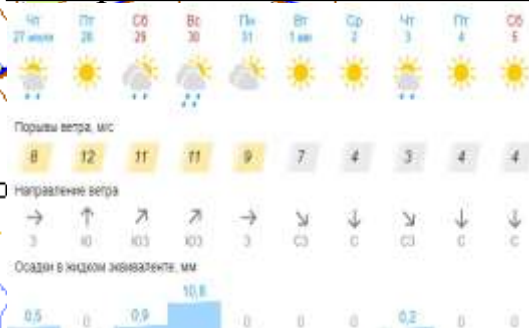 Чт Пт Сб Вс Пн Вт Ср Чт Пт Сб
27 июля 28 29 30 31 1 авг 2 3 4 5
Порывы ветра, м/с
8 12 11 11 9 7 4 3 4 4
Направление ветра
З Ю ЮЗ ЮЗ З СЗ С СЗ С С
Осадки в жидком эквиваленте, мм
0,5 0 0,9 10,8 0 0 0 0,2 0 0